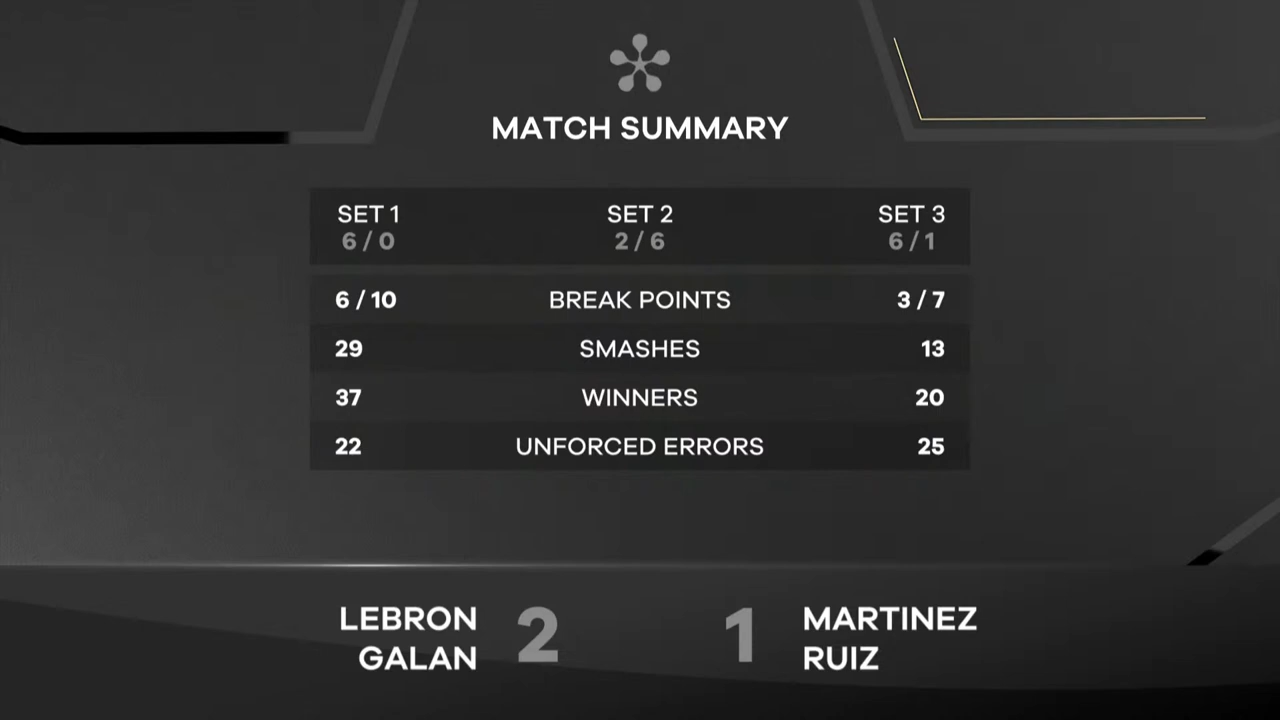 MATCH SUMMARY
SET 1 SET 2 SET 3
6 / 0 2 / 6 6 / 1
6 / 10 BREAK POINTS 3 / 7
29 SMASHES 13
37 WINNERS 20
22 UNFORCED ERRORS 25
LEBRON 2 1 MARTINEZ
GALAN RUIZ